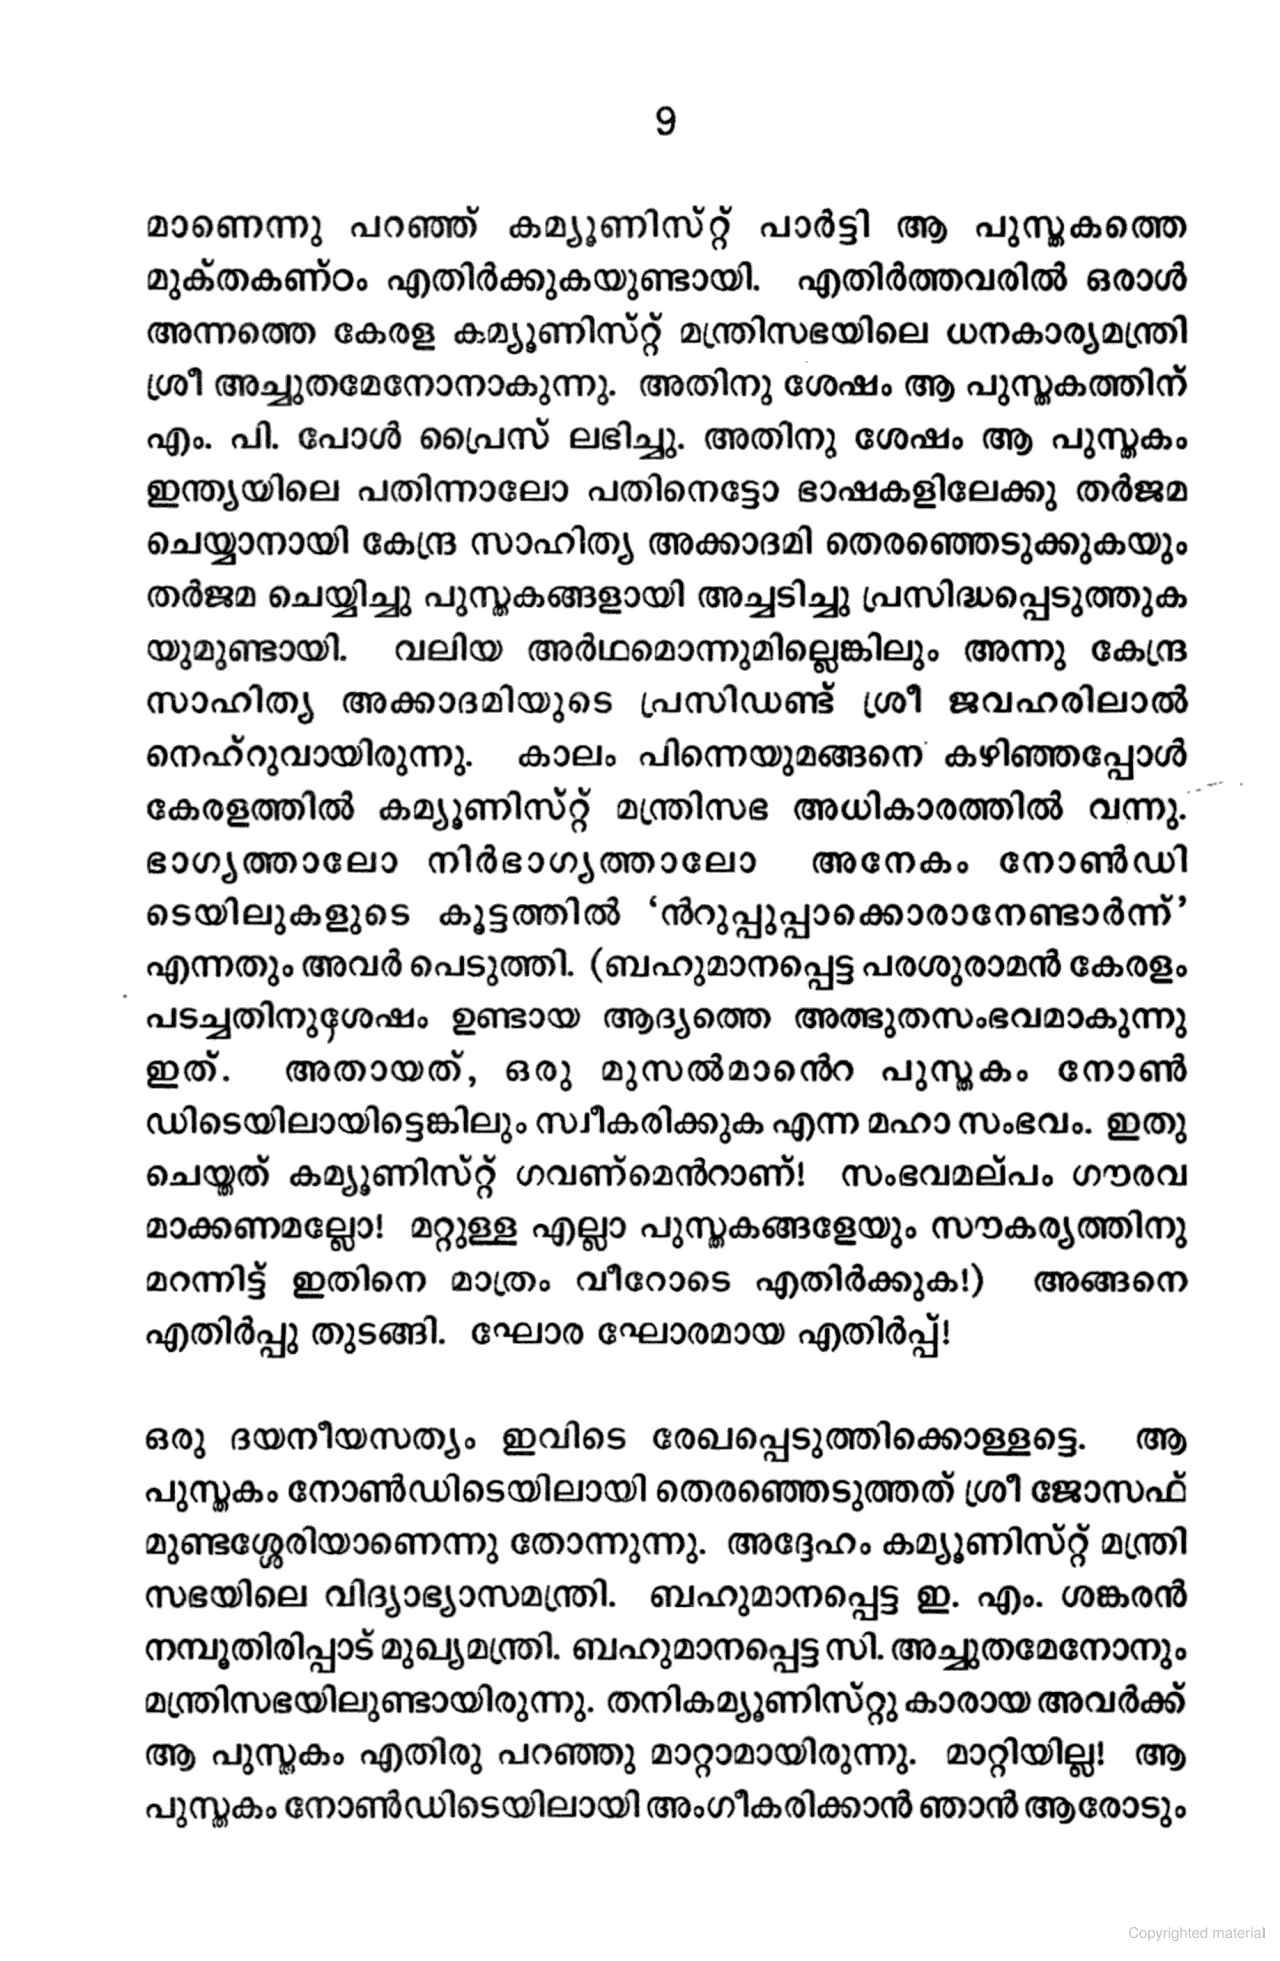 9
മാണെന്നു പറഞ്ഞ് കമ്യൂണിസ്റ്റ് പാർട്ടി ആ പുസ്തകത്തെ
മുക്തകണ്ഠം എതിർക്കുകയുണ്ടായി. എതിർത്തവരിൽ ഒരാൾ
അന്നത്തെ കേരള കമ്യൂണിസ്റ്റ് മന്ത്രിസഭയിലെ ധനകാര്യമന്ത്രി
ശ്രീ അച്ചുതമേനോനാകുന്നു. അതിനു ശേഷം ആ പുസ്തകത്തിന്
എം. പി. പോൾ പ്രൈസ് ലഭിച്ചു. അതിനു ശേഷം ആ പുസ്തകം
ഇന്ത്യയിലെ പതിന്നാലോ പതിനെട്ടോ ഭാഷകളിലേക്കു തർജമ
ചെയ്യാനായി കേന്ദ്ര സാഹിത്യ അക്കാദമി തെരഞ്ഞെടുക്കുകയും
തർജമ ചെയ്യിച്ചു പുസ്തകങ്ങളായി അച്ചടിച്ചു പ്രസിദ്ധപ്പെടുത്തുക
യുമുണ്ടായി. വലിയ അർഥമൊന്നുമില്ലെങ്കിലും അന്നു കേന്ദ്ര
സാഹിത്യ അക്കാദമിയുടെ പ്രസിഡണ്ട് ശ്രീ ജവഹരിലാൽ
നെഹ്റുവായിരുന്നു. കാലം പിന്നെയുമങ്ങനെ കഴിഞ്ഞപ്പോൾ
കേരളത്തിൽ കമ്യൂണിസ്റ്റ് മന്ത്രിസഭ അധികാരത്തിൽ വന്നു.
ഭാഗ്യത്താലോ നിർഭാഗ്യത്താലോ അനേകം നോൺഡി
ടെയിലുകളുടെ കൂട്ടത്തിൽ ‘ൻറുപ്പുപ്പാക്കൊരാനേണ്ടാർന്ന്’
എന്നതും അവർ പെടുത്തി. (ബഹുമാനപ്പെട്ട പരശുരാമൻ കേരളം
പടച്ചതിനുശേഷം ഉണ്ടായ ആദ്യത്തെ അത്ഭുതസംഭവമാകുന്നു
ഇത്. അതായത്, ഒരു മുസൽമാൻെറ പുസ്തകം നോൺ
ഡിടെയിലായിട്ടെങ്കിലും സ്വീകരിക്കുക എന്ന മഹാ സംഭവം. ഇതു
ചെയ്തത് കമ്യൂണിസ്റ്റ് ഗവണ്മെൻറാണ്! സംഭവമല്പം ഗൗരവ
മാക്കണമല്ലോ! മറ്റുള്ള എല്ലാ പുസ്തകങ്ങളേയും സൗകര്യത്തിനു
മറന്നിട്ട് ഇതിനെ മാത്രം വീറോടെ എതിർക്കുക!) അങ്ങനെ
എതിർപ്പു തുടങ്ങി. ഘോര ഘോരമായ എതിർപ്പ്!
ഒരു ദയനീയസത്യം ഇവിടെ രേഖപ്പെടുത്തിക്കൊള്ളട്ടെ. ആ
പുസ്തകം നോൺഡിടെയിലായി തെരഞ്ഞെടുത്തത് ശ്രീ ജോസഫ്
മുണ്ടശ്ശേരിയാണെന്നു തോന്നുന്നു. അദ്ദേഹം കമ്യൂണിസ്റ്റ് മന്ത്രി
സഭയിലെ വിദ്യാഭ്യാസമന്ത്രി. ബഹുമാനപ്പെട്ട ഇ. എം. ശങ്കരൻ
നമ്പൂതിരിപ്പാട് മുഖ്യമന്ത്രി. ബഹുമാനപ്പെട്ട സി. അച്ചുതമേനോനും
മന്ത്രിസഭയിലുണ്ടായിരുന്നു. തനികമ്യൂണിസ്റ്റു കാരായ അവർക്ക്
ആ പുസ്തകം എതിരു പറഞ്ഞു മാറ്റാമായിരുന്നു. മാറ്റിയില്ല! ആ
പുസ്തകം നോൺഡിടെയിലായി അംഗീകരിക്കാൻ ഞാൻ ആരോടും
Copyrighted material